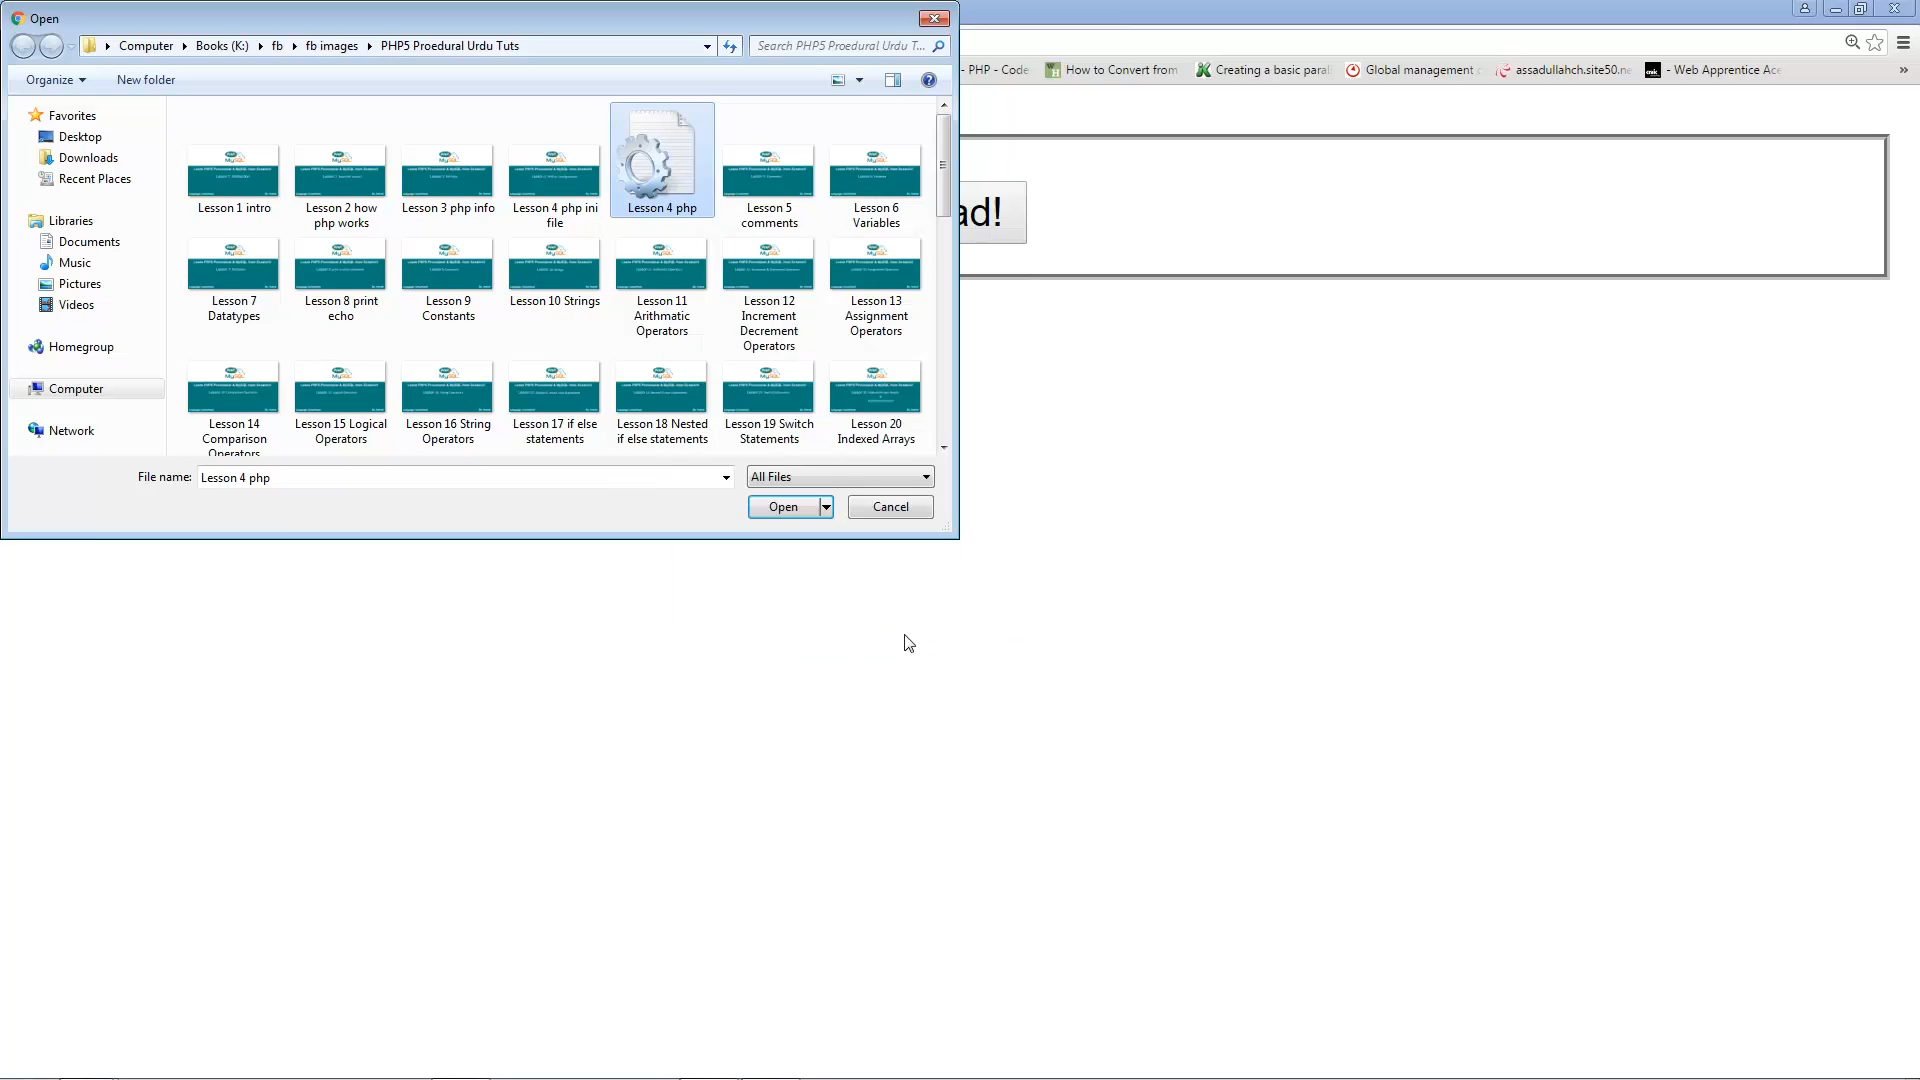 Open
Computer Books (K:) fb fb images PHP5 Proedural Urdu Tuts
Search PHP5 Proedural Urdu T...
Organize New folder
- PHP - Code How to Convert from Creating a basic paral Global management assadullahch.site50.ne - Web Apprentice Ac »
Favorites
Desktop
Downloads
Recent Places
Libraries
Documents
Music
Pictures
Videos
Homegroup
Computer
Network
Lesson 1 intro
Lesson 2 how
php works
Lesson 3 php info
Lesson 4 php ini
file
Lesson 4 php
Lesson 5
comments
Lesson 6
Variables
Lesson 7
Datatypes
Lesson 8 print
echo
Lesson 9
Constants
Lesson 10 Strings
Lesson 11
Arithmatic
Operators
Lesson 12
Increment
Decrement
Operators
Lesson 13
Assignment
Operators
Lesson 14
Comparison
Operators
Lesson 15 Logical
Operators
Lesson 16 String
Operators
Lesson 17 if else
statements
Lesson 18 Nested
if else statements
Lesson 19 Switch
Statements
Lesson 20
Indexed Arrays
ad!
File name: Lesson 4 php
All Files
Open Cancel